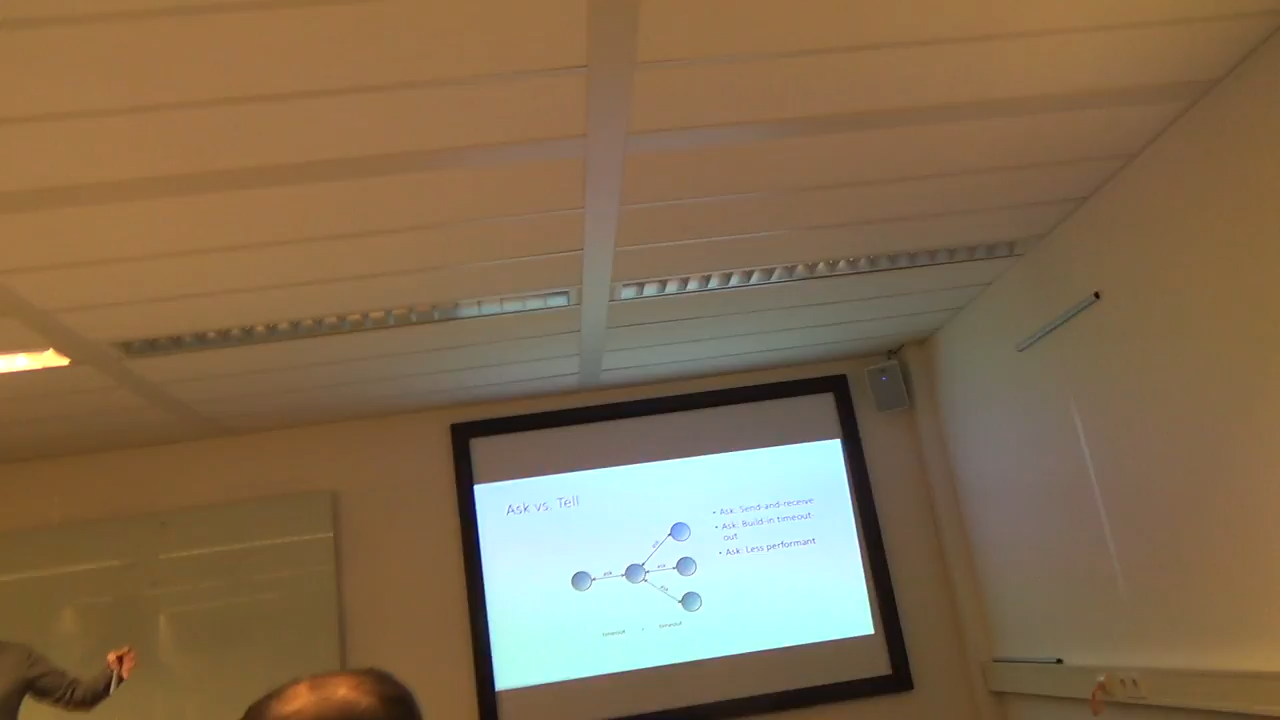 Ask vs. Tell
• Ask: Send-and-receive
• Ask: Build-in timeout
out
• Ask: Less performant
ask
ask
ask
ask
timeout
timeout